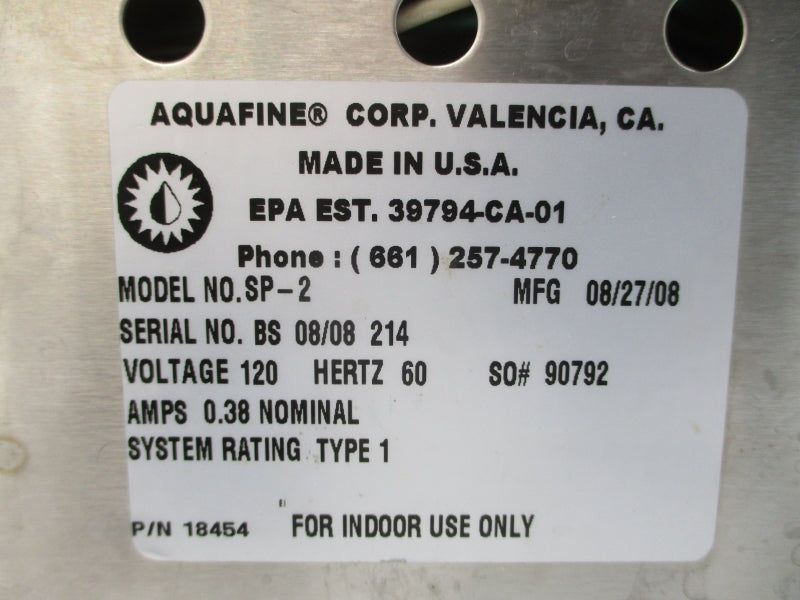 AQUAFINE® CORP. VALENCIA, CA.
MADE IN U.S.A.
EPA EST. 39794-CA-01
Phone : ( 661 ) 257-4770
MODEL NO. SP-2 MFG 08/27/08
SERIAL NO. BS 08/08 214
VOLTAGE 120 HERTZ 60 SO# 90792
AMPS 0.38 NOMINAL
SYSTEM RATING TYPE 1
P/N 18454 FOR INDOOR USE ONLY